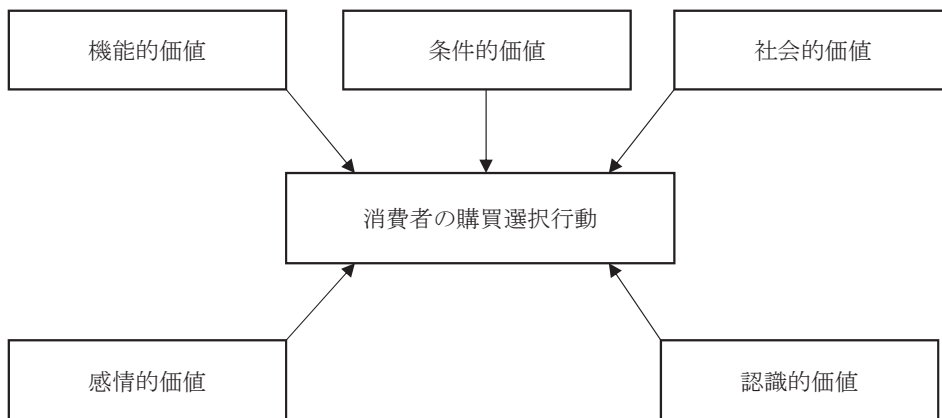 機能的価値
条件的価値
社会的価値
消費者の購買選択行動
感情的価値
認識的価値